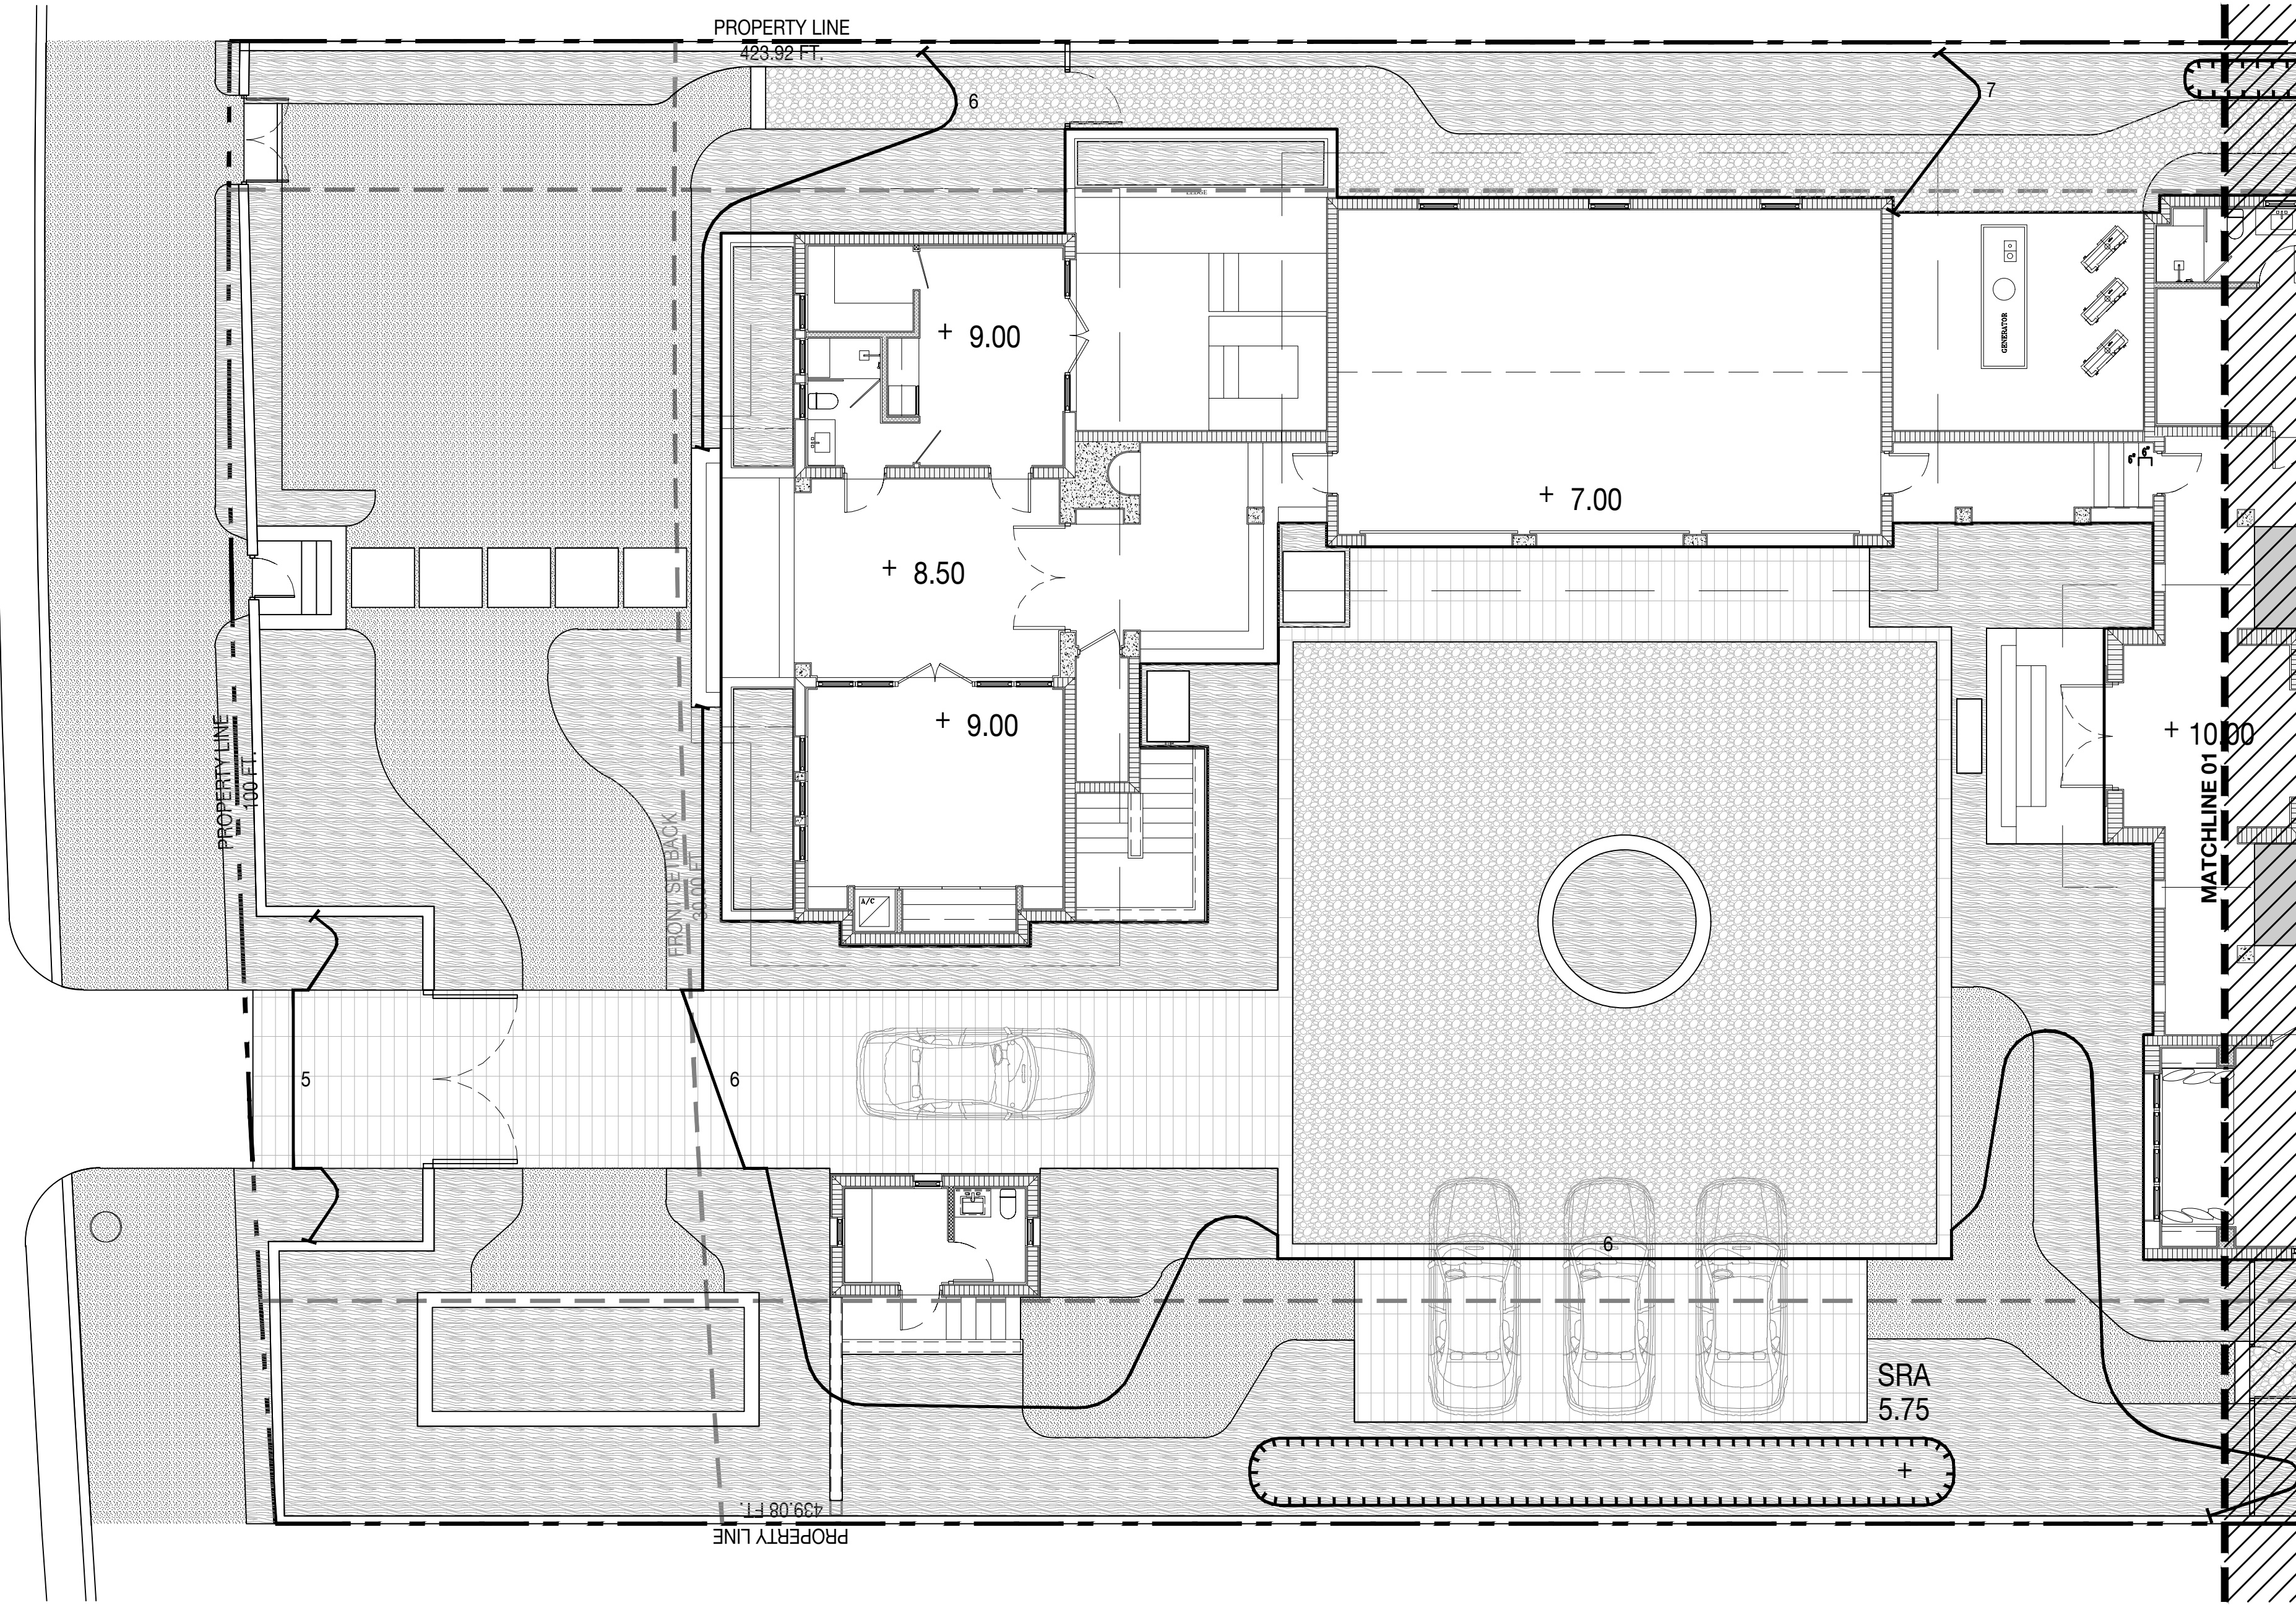 PROPERTY LINE
423.92 FT.
6
7
+ 9.00
GENERATOR
6" 6"
+ 7.00
+ 8.50
+ 9.00
+ 10.00
PROPERTY LINE
100 FT.
FRONT SETBACK
30.00 FT
MATCHLINE 01
A/C
5
6
6
SRA
5.75
+
439.08 FT.
PROPERTY LINE